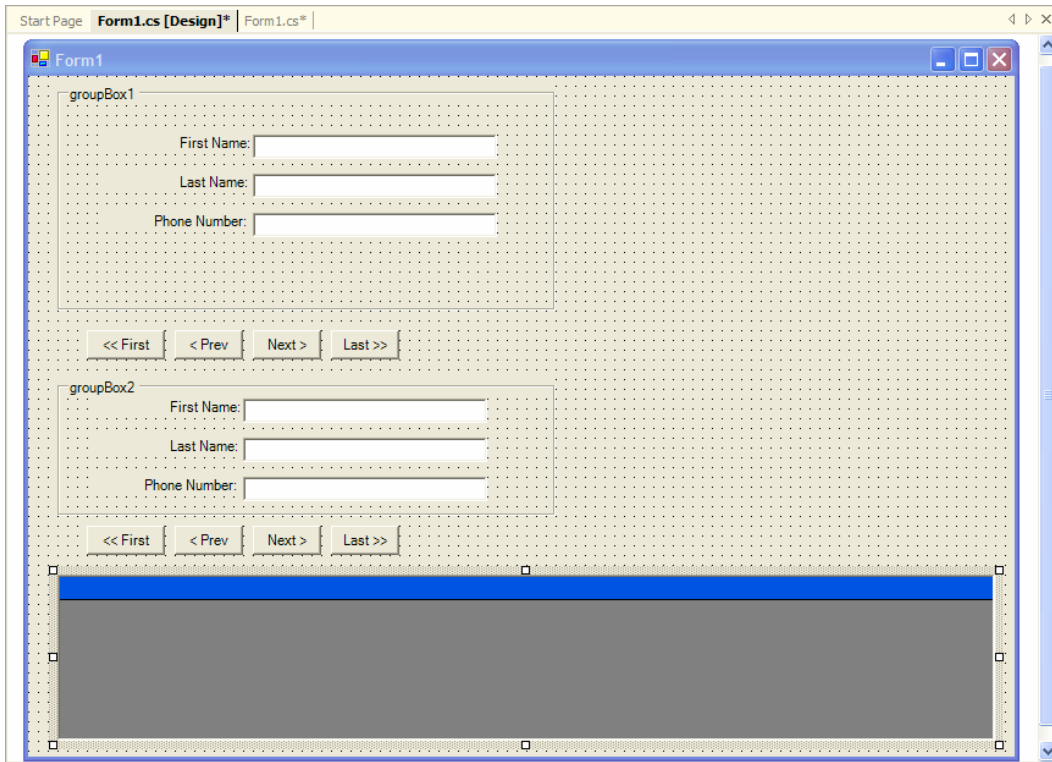 Start Page Form1.cs [Design]* Form1.cs*
Form1
groupBox1
First Name:
Last Name:
Phone Number:
<< First < Prev Next > Last >>
groupBox2
First Name:
Last Name:
Phone Number:
<< First < Prev Next > Last >>